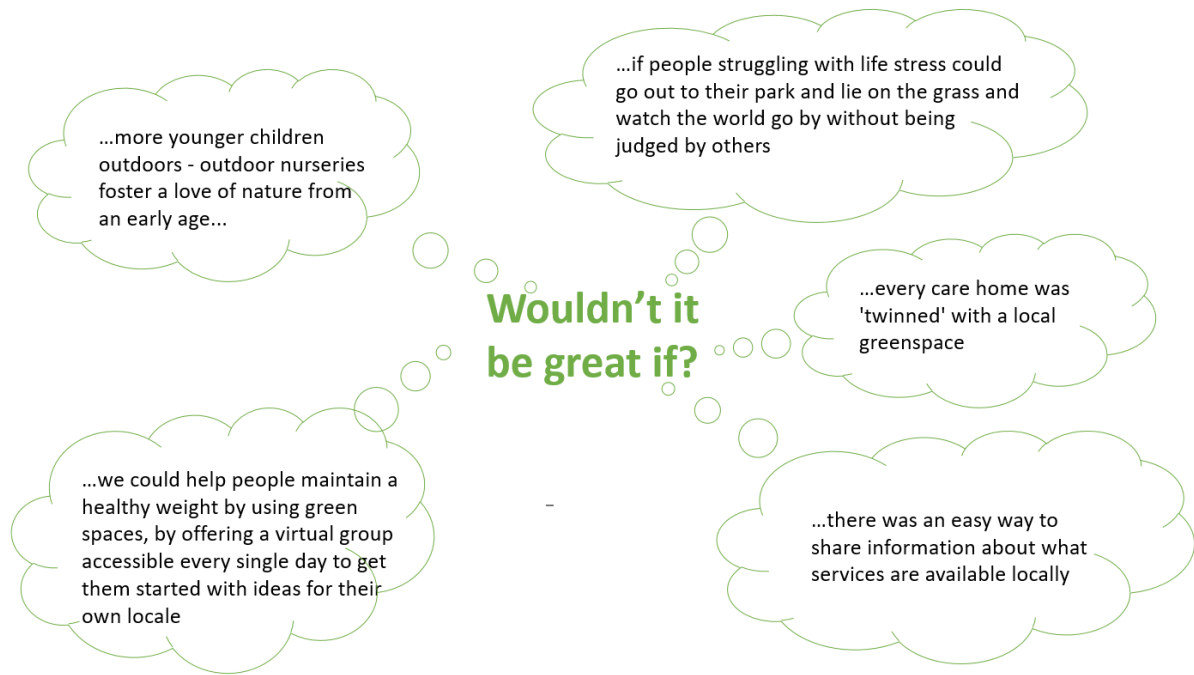 ...if people struggling with life stress could
go out to their park and lie on the grass and
watch the world go by without being
judged by others
...more younger children
outdoors - outdoor nurseries
foster a love of nature from
an early age...
Wouldn’t it
be great if?
...every care home was
'twinned' with a local
greenspace
...we could help people maintain a
healthy weight by using green
spaces, by offering a virtual group
accessible every single day to get
them started with ideas for their
own locale
...there was an easy way to
share information about what
services are available locally
–